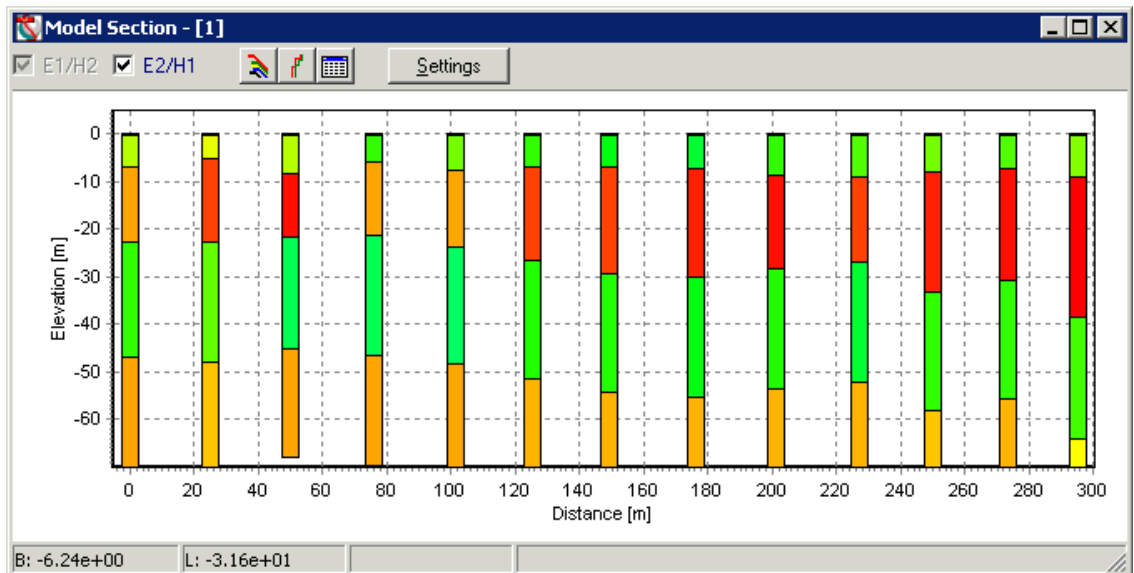 Model Section - [1]
E1/H2 E2/H1 Settings
0
-10
-20
-30
-40
-50
-60
Elevation [m]
0 20 40 60 80 100 120 140 160 180 200 220 240 260 280 300
Distance [m]
B: -6.24e+00 L: -3.16e+01